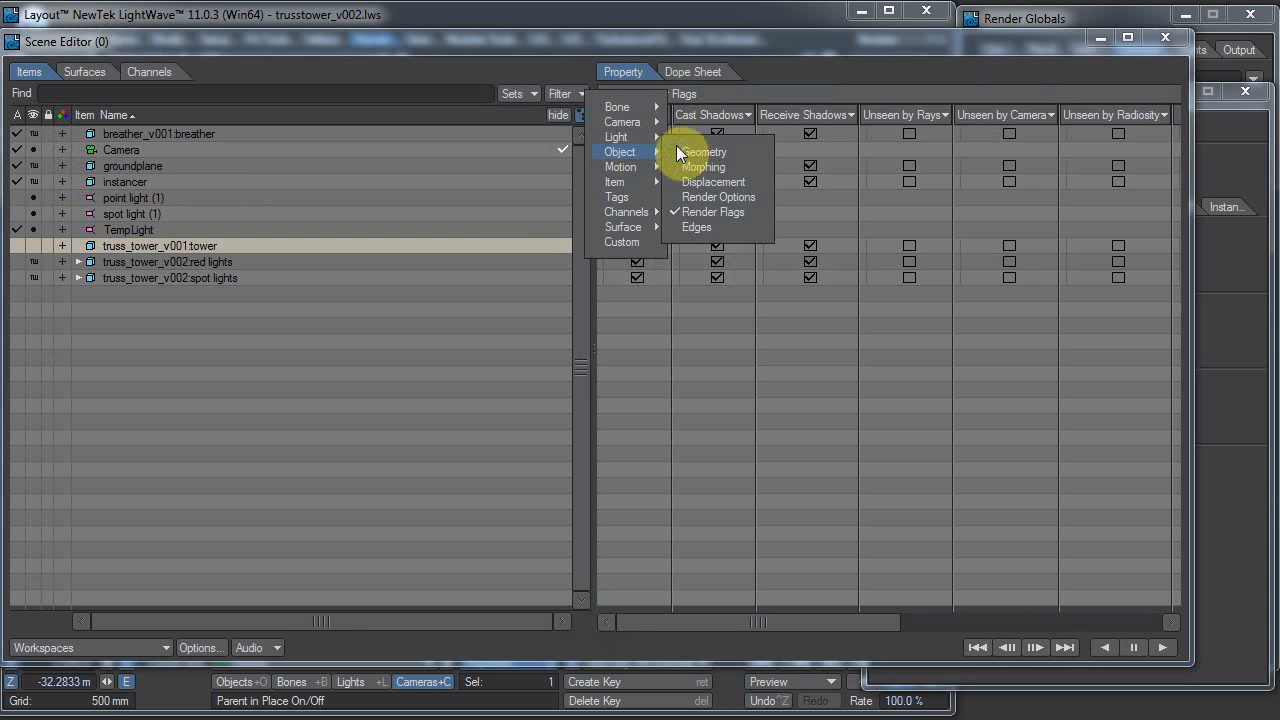 Layout™ NewTek LightWave™ 11.0.3 (Win64) - trusstower_v002.lws
Render Globals
Scene Editor (0)
Output
Items Surfaces Channels
Property Dope Sheet
Find Sets Filter
Flags
A Item Name hide
Cast Shadows Receive Shadows Unseen by Rays Unseen by Camera Unseen by Radiosity
breather_v001:breather
Camera
groundplane
instancer
point light (1)
spot light (1)
TempLight
truss_tower_v001:tower
truss_tower_v002:red lights
truss_tower_v002:spot lights
Bone
Camera
Light
Object
Motion
Item
Tags
Channels
Surface
Custom
Geometry
Morphing
Displacement
Render Options
Render Flags
Edges
Instan...
Workspaces Options... Audio
Z -32.2833 m E Objects+O Bones +B Lights +L Cameras+C Sel: 1 Create Key ret Preview
Grid: 500 mm Parent in Place On/Off Delete Key del Undo^Z Redo Rate 100.0 %